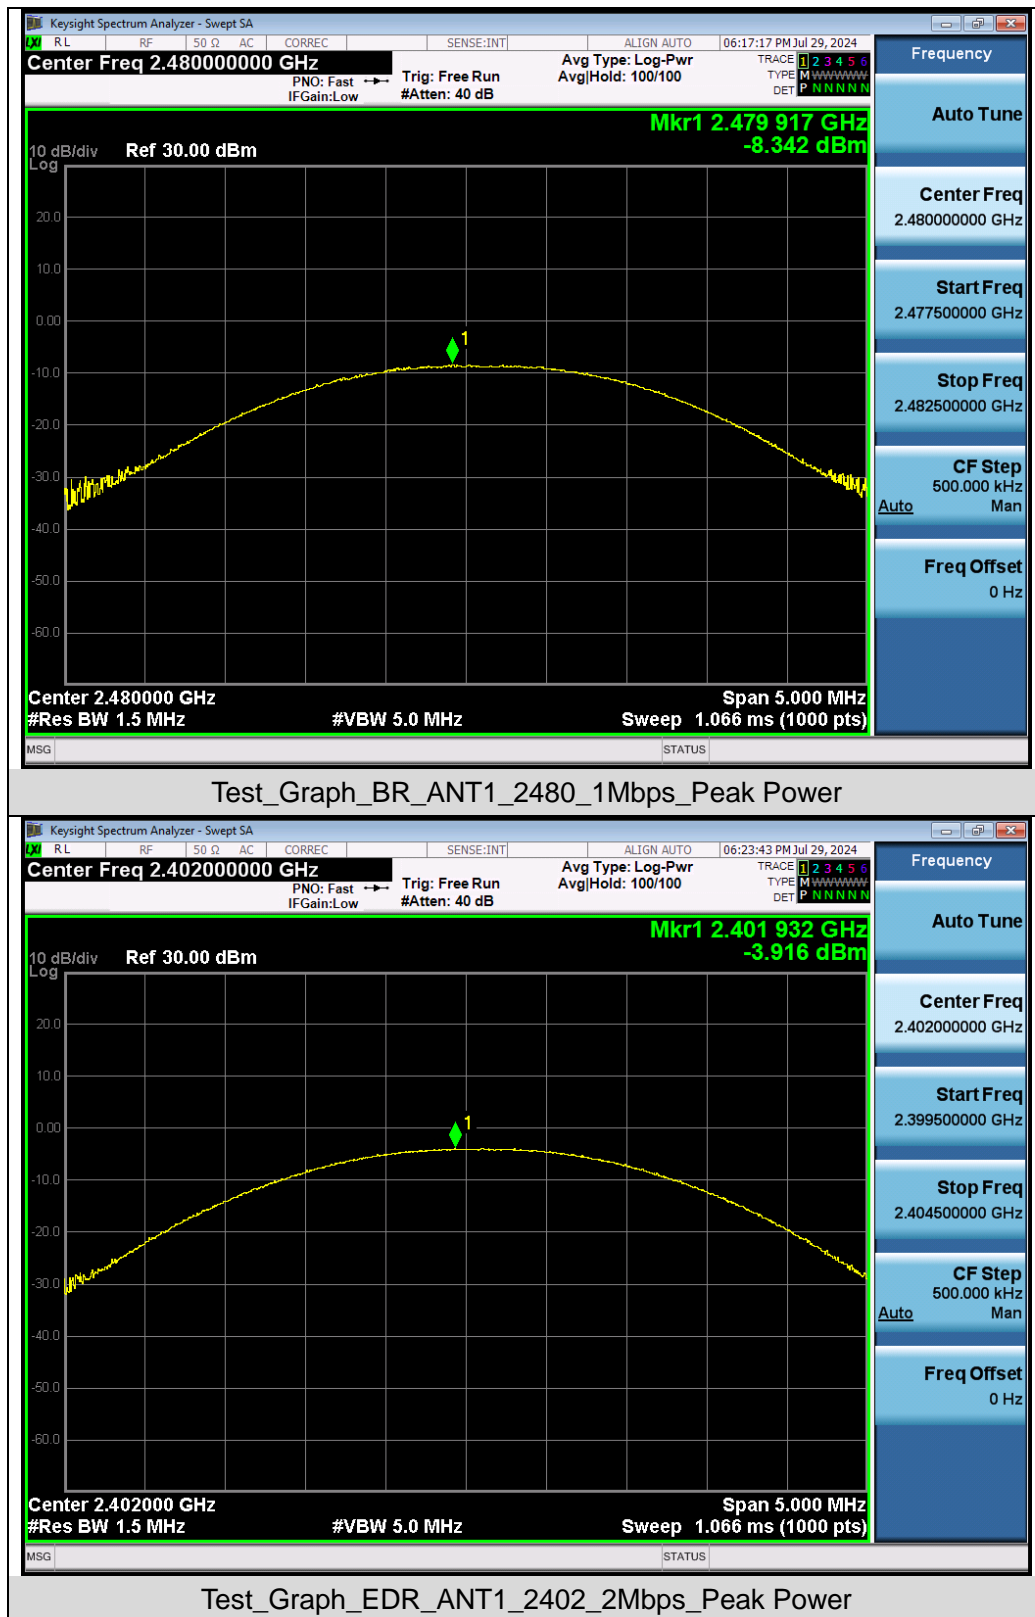 Keysight Spectrum Analyzer - Swept SA
LXI RL RF 50 Ω AC CORREC SENSE:INT ALIGN AUTO 06:17:17 PM Jul 29, 2024
Center Freq 2.480000000 GHz
PNO: Fast
IFGain:Low
Trig: Free Run
#Atten: 40 dB
Avg Type: Log-Pwr
Avg|Hold: 100/100
TRACE 1 2 3 4 5 6
TYPE M WWWWW
DET P N N N N N
Mkr1 2.479 917 GHz
-8.342 dBm
10 dB/div Ref 30.00 dBm
Log
20.0
10.0
0.00
1
-10.0
-20.0
-30.0
-40.0
-50.0
-60.0
Center 2.480000 GHz Span 5.000 MHz
#Res BW 1.5 MHz #VBW 5.0 MHz Sweep 1.066 ms (1000 pts)
MSG STATUS
Frequency
Auto Tune
Center Freq
2.480000000 GHz
Start Freq
2.477500000 GHz
Stop Freq
2.482500000 GHz
CF Step
500.000 kHz
Auto Man
Freq Offset
0 Hz
Test_Graph_BR_ANT1_2480_1Mbps_Peak Power
Keysight Spectrum Analyzer - Swept SA
LXI RL RF 50 Ω AC CORREC SENSE:INT ALIGN AUTO 06:23:43 PM Jul 29, 2024
Center Freq 2.402000000 GHz
PNO: Fast
IFGain:Low
Trig: Free Run
#Atten: 40 dB
Avg Type: Log-Pwr
Avg|Hold: 100/100
TRACE 1 2 3 4 5 6
TYPE M WWWWW
DET P N N N N N
Mkr1 2.401 932 GHz
-3.916 dBm
10 dB/div Ref 30.00 dBm
Log
20.0
10.0
0.00
1
-10.0
-20.0
-30.0
-40.0
-50.0
-60.0
Center 2.402000 GHz Span 5.000 MHz
#Res BW 1.5 MHz #VBW 5.0 MHz Sweep 1.066 ms (1000 pts)
MSG STATUS
Frequency
Auto Tune
Center Freq
2.402000000 GHz
Start Freq
2.399500000 GHz
Stop Freq
2.404500000 GHz
CF Step
500.000 kHz
Auto Man
Freq Offset
0 Hz
Test_Graph_EDR_ANT1_2402_2Mbps_Peak Power